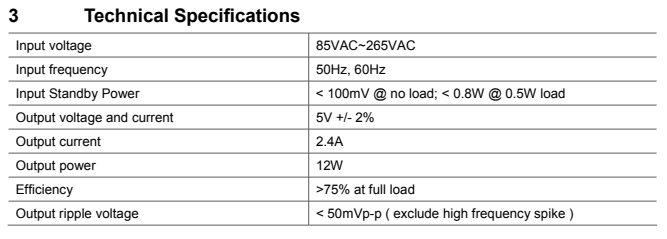 3 Technical Specifications
Input voltage 85VAC~265VAC
Input frequency 50Hz, 60Hz
Input Standby Power < 100mV @ no load; < 0.8W @ 0.5W load
Output voltage and current 5V +/- 2%
Output current 2.4A
Output power 12W
Efficiency >75% at full load
Output ripple voltage < 50mVp-p ( exclude high frequency spike )